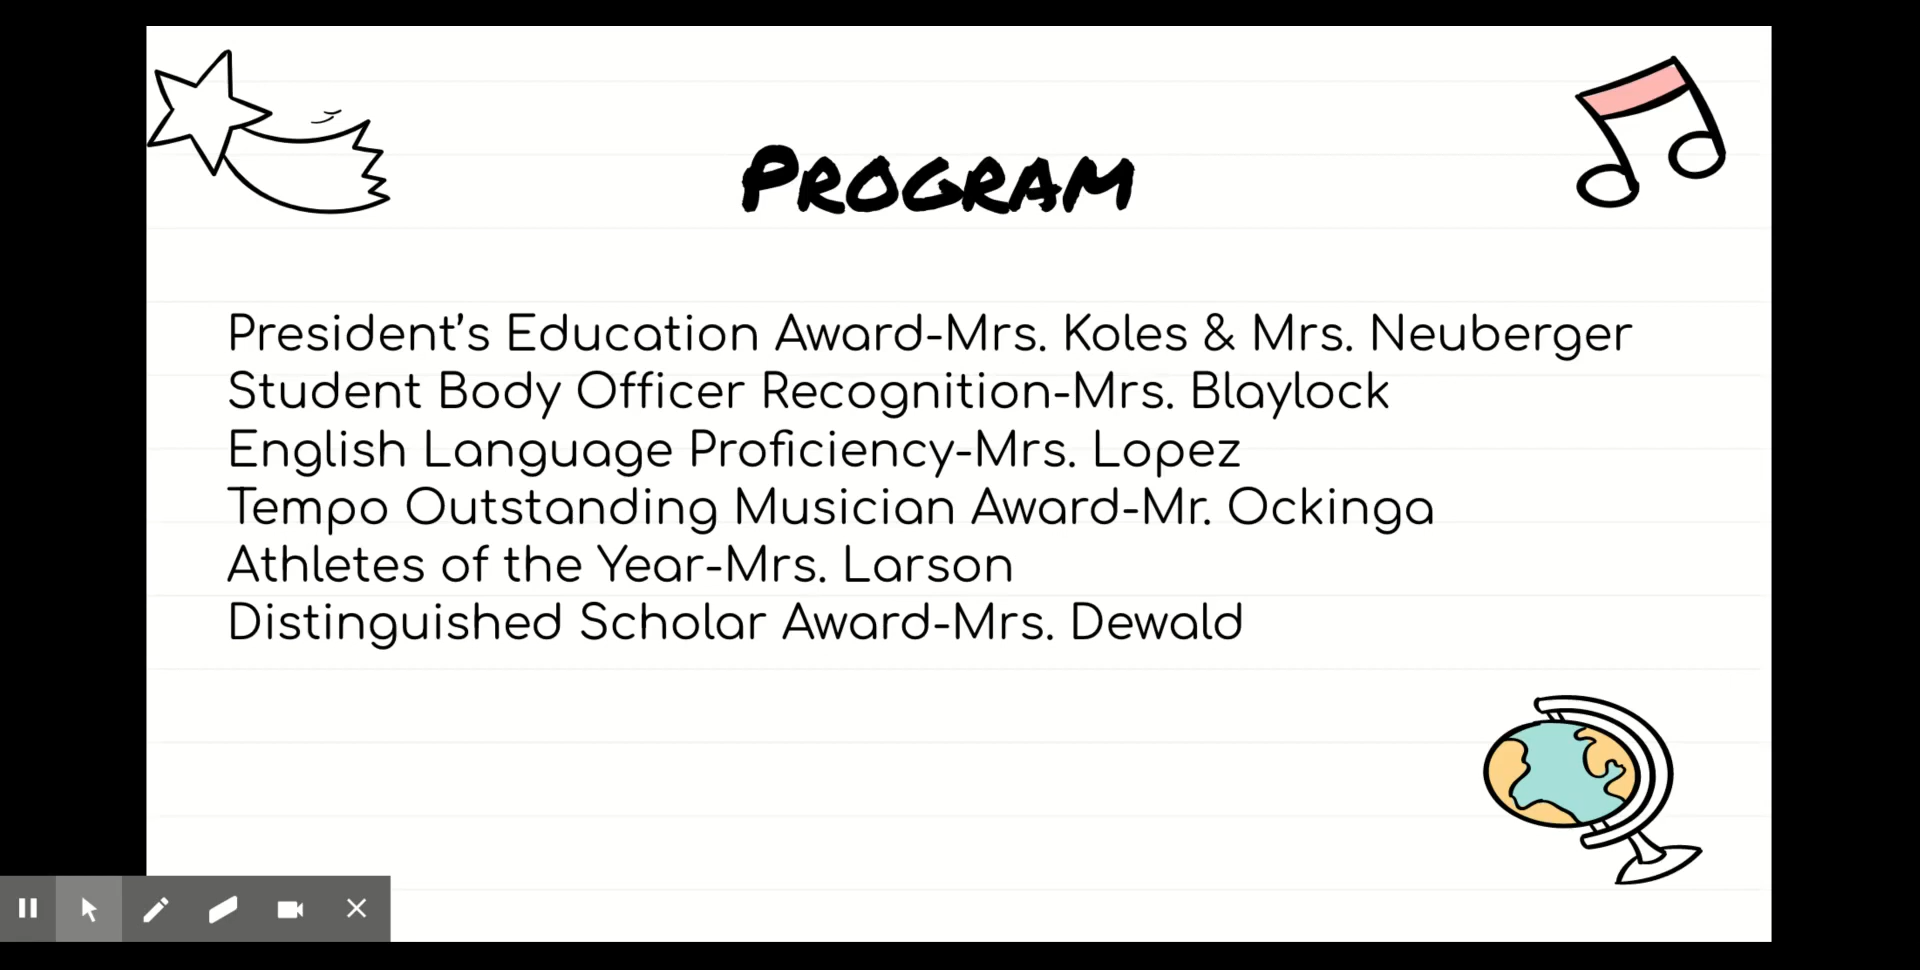 PROGRAM
President’s Education Award-Mrs. Koles & Mrs. Neuberger
Student Body Officer Recognition-Mrs. Blaylock
English Language Proficiency-Mrs. Lopez
Tempo Outstanding Musician Award-Mr. Ockinga
Athletes of the Year-Mrs. Larson
Distinguished Scholar Award-Mrs. Dewald